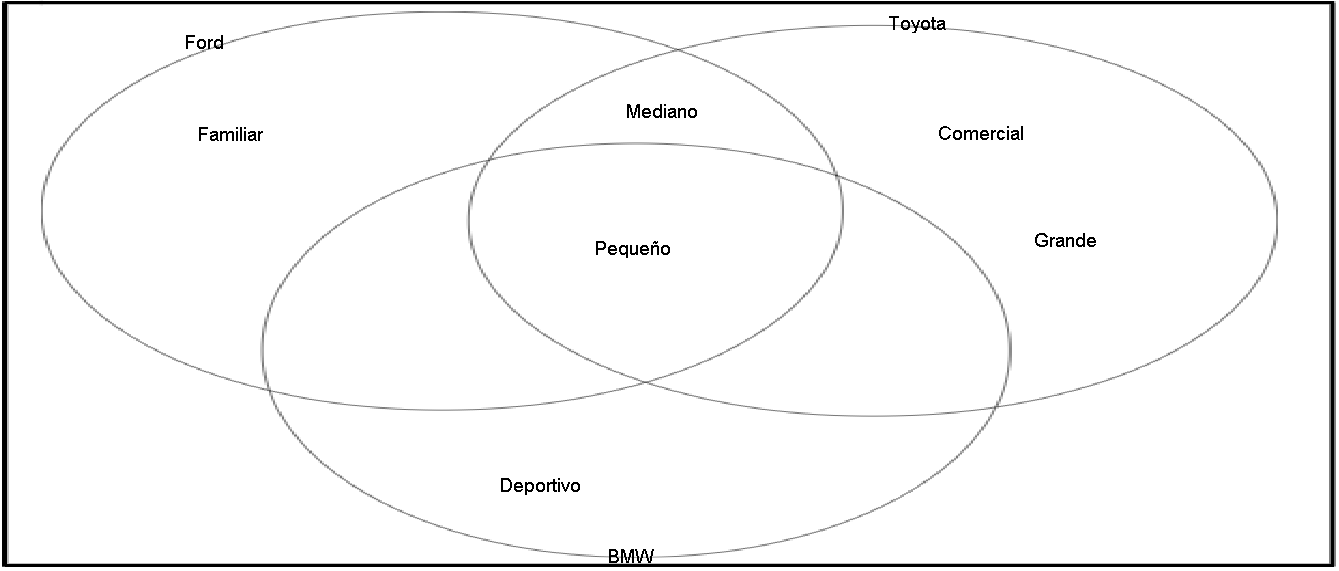 Toyota
Ford
Mediano
Familiar
Comercial
Grande
Pequeño
Deportivo
BMW